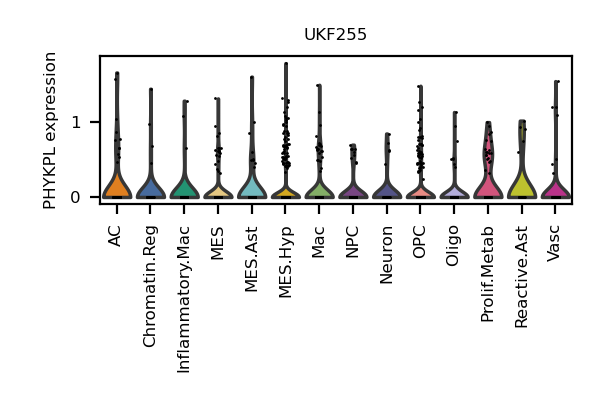 UKF255
PHYKPL expression
1
0
AC
Chromatin.Reg
Inflammatory.Mac
MES
MES.Ast
MES.Hyp
Mac
NPC
Neuron
OPC
Oligo
Prolif.Metab
Reactive.Ast
Vasc